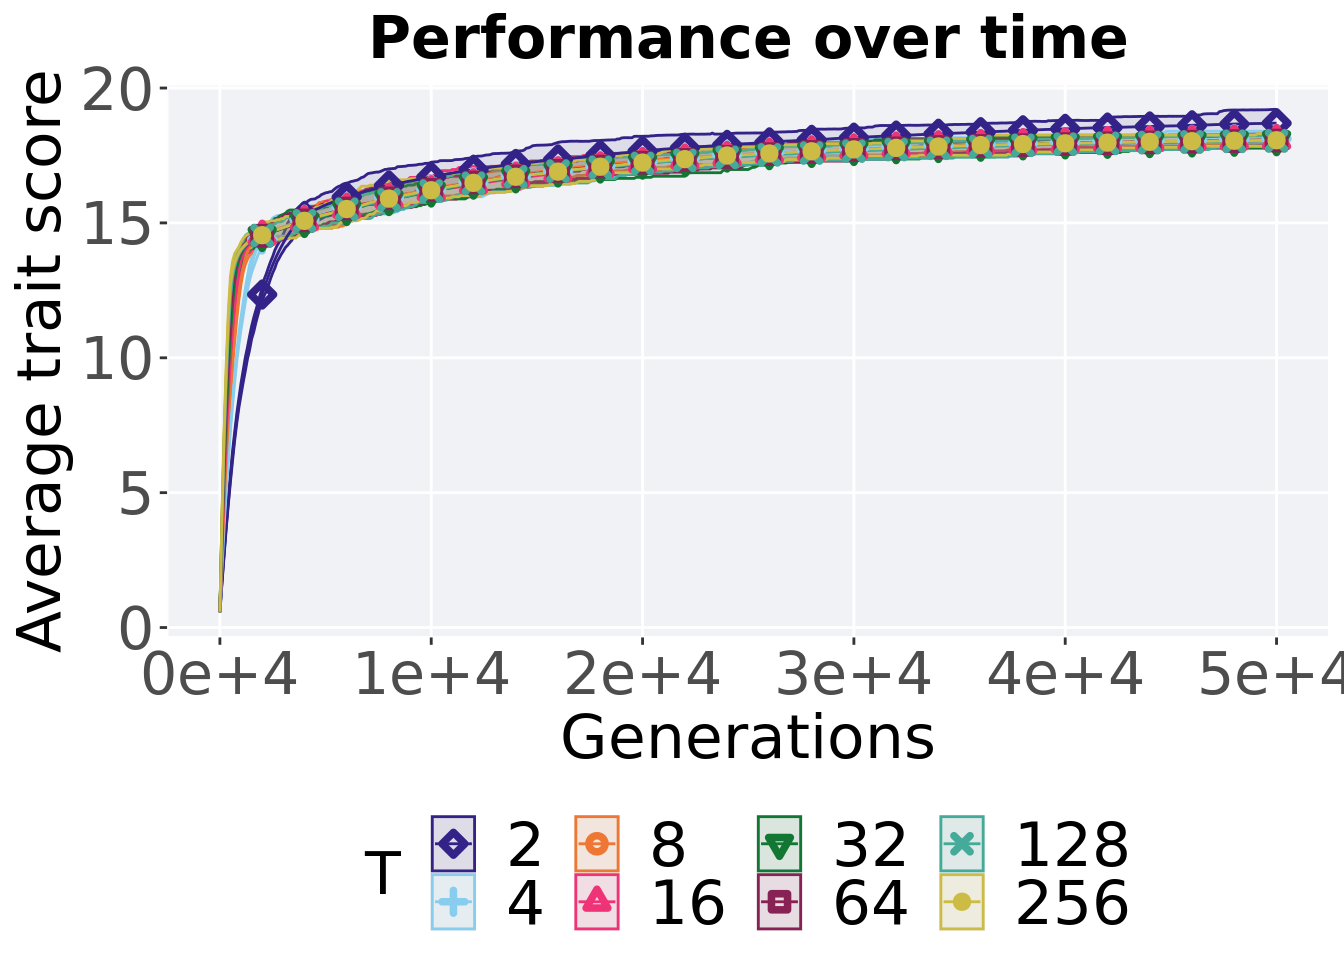 Performance over time
Average trait score
20
15
10
5
0
0e+4 1e+4 2e+4 3e+4 4e+4 5e+4
Generations
T
2 8 32 128
4 16 64 256